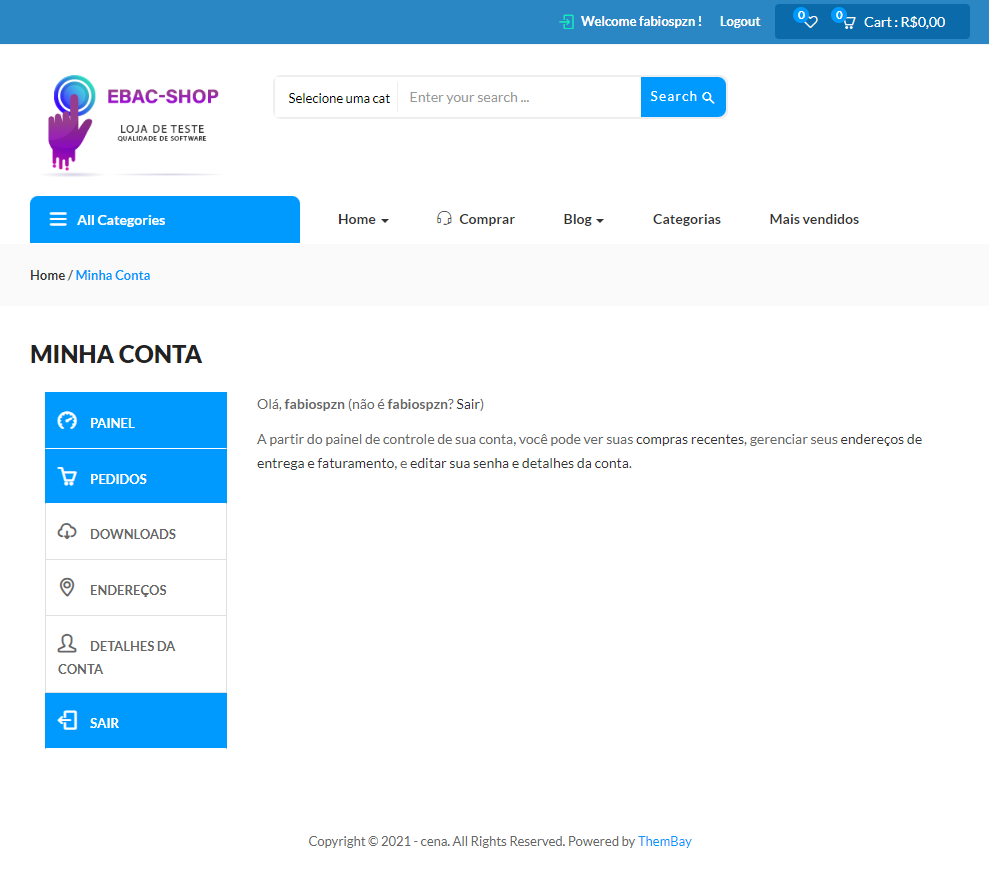 Welcome fabiospzn ! Logout 0 0 Cart : R$0,00
EBAC-SHOP
LOJA DE TESTE
QUALIDADE DE SOFTWARE
Selecione uma cat Enter your search ... Search
All Categories Home Comprar Blog Categorias Mais vendidos
Home / Minha Conta
MINHA CONTA
PAINEL
PEDIDOS
DOWNLOADS
ENDEREÇOS
DETALHES DA
CONTA
SAIR
Olá, fabiospzn (não é fabiospzn? Sair)
A partir do painel de controle de sua conta, você pode ver suas compras recentes, gerenciar seus endereços de
entrega e faturamento, e editar sua senha e detalhes da conta.
Copyright © 2021 - cena. All Rights Reserved. Powered by ThemBay